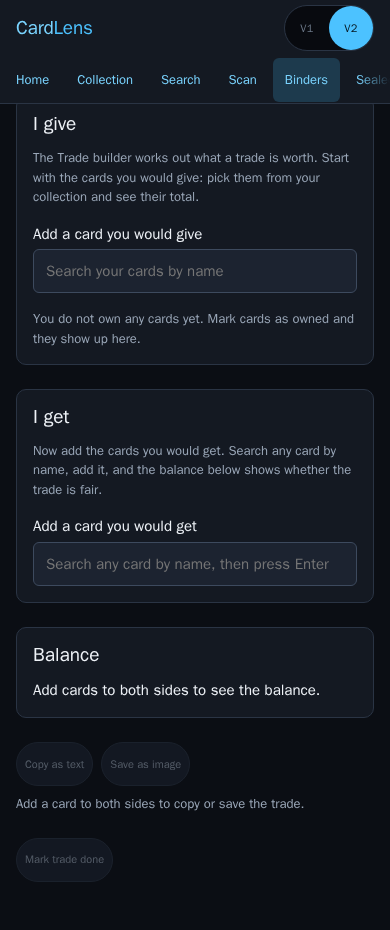 CardLens
V1
V2
Home
Collection
Search
Scan
Binders
Seale
I give
The Trade builder works out what a trade is worth. Start
with the cards you would give: pick them from your
collection and see their total.
Add a card you would give
Search your cards by name
You do not own any cards yet. Mark cards as owned and
they show up here.
I get
Now add the cards you would get. Search any card by
name, add it, and the balance below shows whether the
trade is fair.
Add a card you would get
Search any card by name, then press Enter
Balance
Add cards to both sides to see the balance.
Copy as text
Save as image
Add a card to both sides to copy or save the trade.
Mark trade done